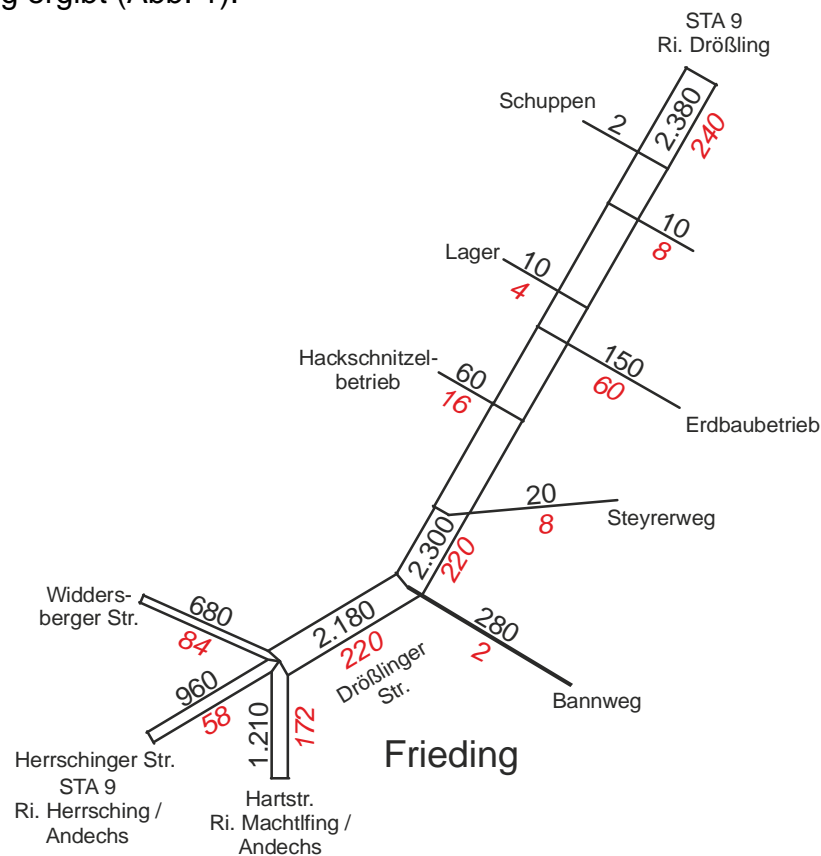 g ergibt (Abb. 1).
STA 9
Ri. Drößling
2.380
240
Schuppen
2
10
8
Lager
10
4
150
60
Erdbaubetrieb
Hackschnitzel-
betrieb
60
16
20
8
Steyrerweg
2.300
220
280
2
Bannweg
Widders-
berger Str.
680
84
2.180
220
Drößlinger
Str.
960
58
1.210
172
Frieding
Herrschinger Str.
STA 9
Ri. Herrsching /
Andechs
Hartstr.
Ri. Machtlfing /
Andechs